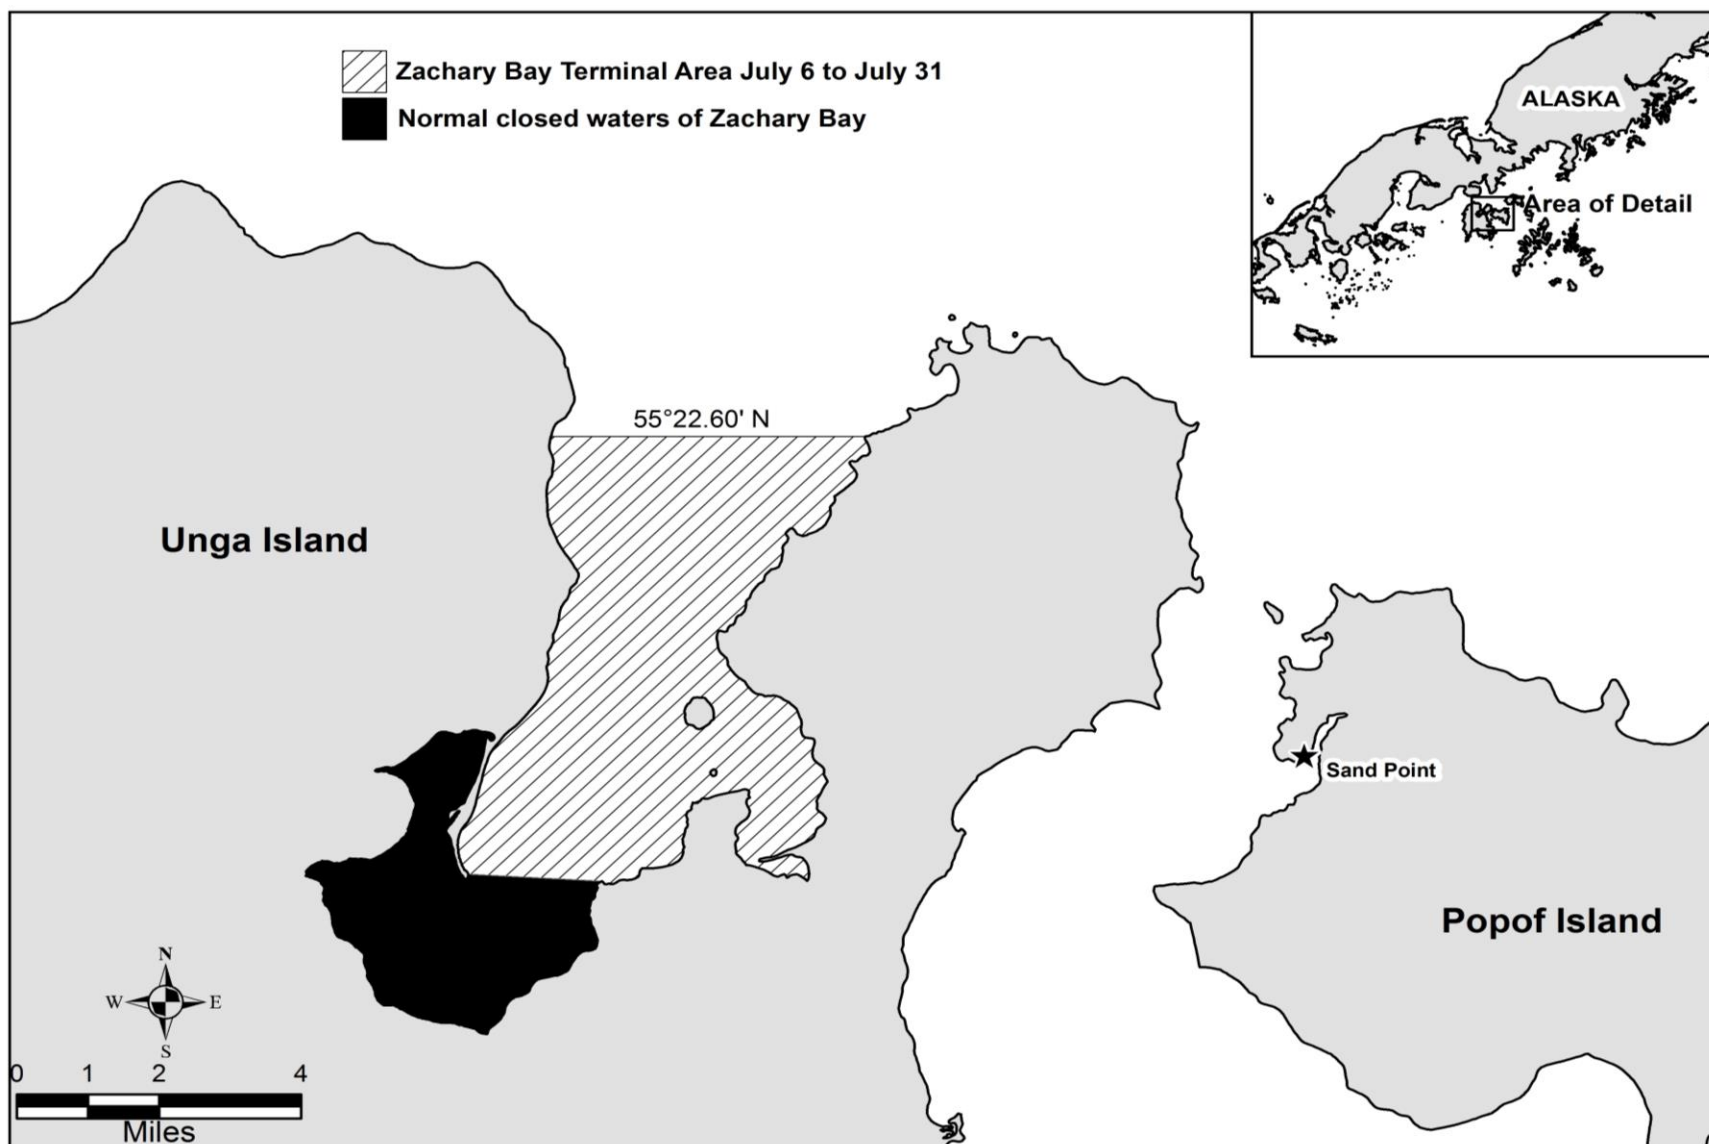 Zachary Bay Terminal Area July 6 to July 31
Normal closed waters of Zachary Bay
ALASKA
Area of Detail
55°22.60' N
Unga Island
Sand Point
Popof Island
N
W E
S
0 1 2 4
Miles